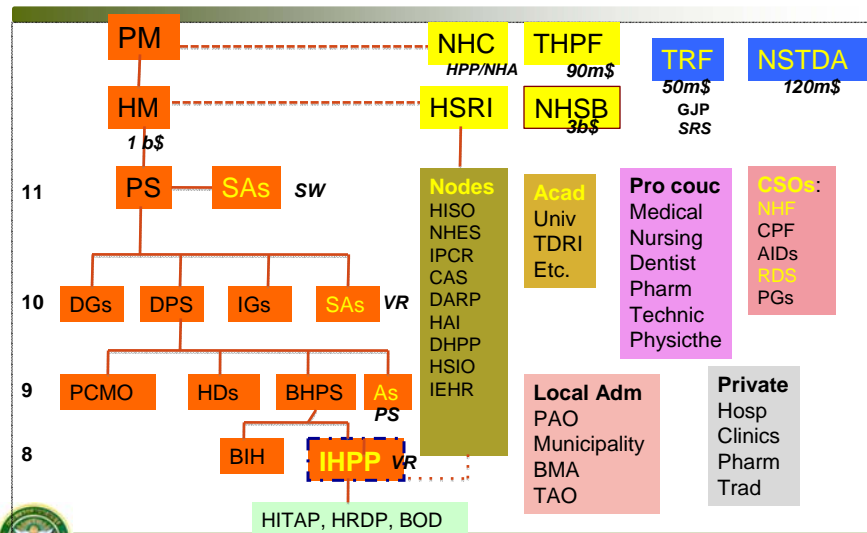 PM
NHC
HPP/NHA
THPF
90m$
TRF
50m$
GJP
SRS
NSTDA
120m$
HM
1 b$
HSRI
NHSB
3b$
11
PS
SAs
SW
Nodes
HISO
NHES
IPCR
CAS
DARP
HAI
DHPP
HSIO
IEHR
Acad
Univ
TDRI
Etc.
Pro couc
Medical
Nursing
Dentist
Pharm
Technic
Physicthe
CSOs:
NHF
CPF
AIDs
RDS
PGs
10
DGs
DPS
IGs
SAs
VR
9
PCMO
HDs
BHPS
As
PS
Local Adm
PAO
Municipality
BMA
TAO
Private
Hosp
Clinics
Pharm
Trad
8
BIH
IHPP
VR
HITAP, HRDP, BOD